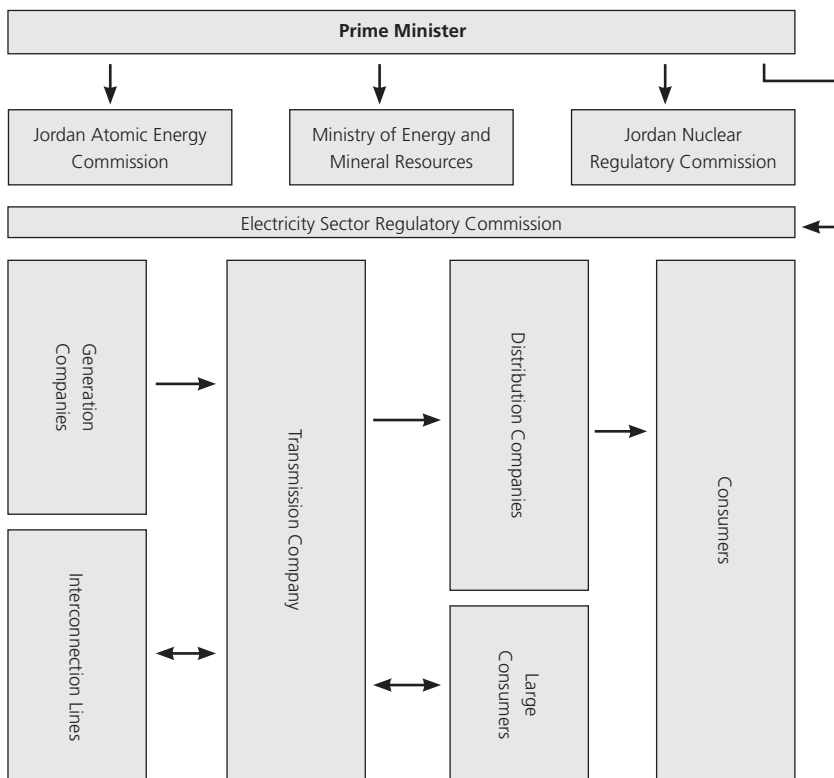 Prime Minister
Jordan Atomic Energy
Commission
Ministry of Energy and
Mineral Resources
Jordan Nuclear
Regulatory Commission
Electricity Sector Regulatory Commission
Generation
Companies
Transmission Company
Distribution Companies
Consumers
Interconnection Lines
Large
Consumers